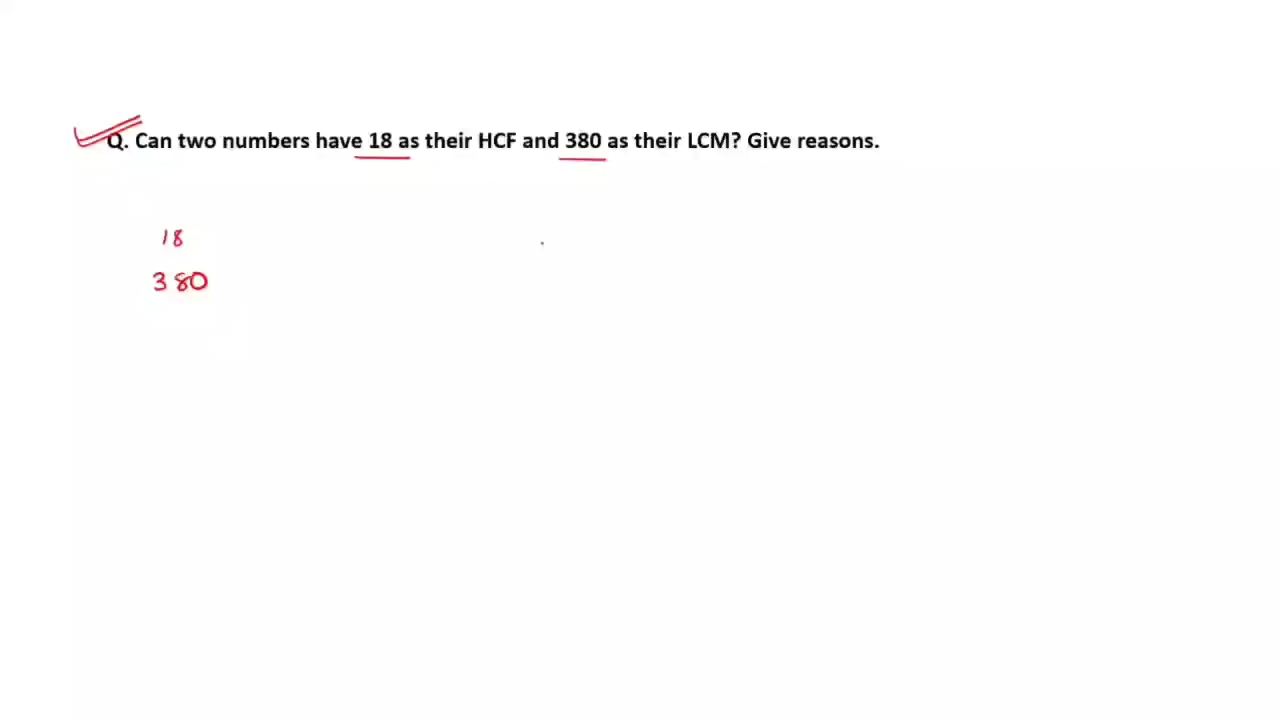 Q. Can two numbers have 18 as their HCF and 380 as their LCM? Give reasons.
18
380